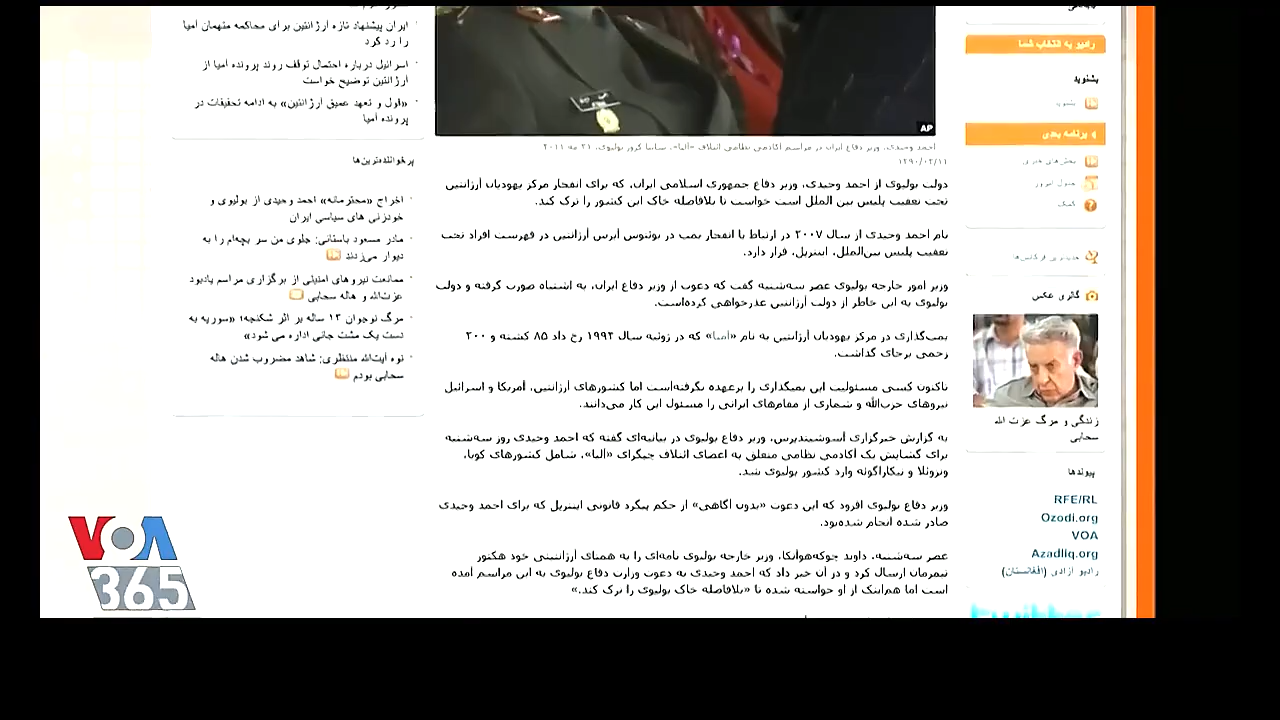 ایران پیشنهاد تازه آرژانتین برای محاکمه متهمان آمیا
را رد کرد
اسرائیل درباره احتمال توقف روند پرونده آمیا از
آرژانتین توضیح خواست
«اول و تعهد عمیق آرژانتین» به ادامه تحقیقات در
پرونده آمیا
پرخواننده‌ترین‌ها
اخراج «محترمانه» احمد وحیدی از بولیوی و
خودزنی های سیاسی ایران
مادر مسعود باستانی: جلوی من سر بچه‌ام را به
دیوار می‌زدند
ممانعت نیروهای امنیتی از برگزاری مراسم یادبود
عزت‌الله و هاله سحابی
مرگ نوجوان ۱۳ ساله بر اثر شکنجه؛ «سوریه به
دست یک مشت جانی اداره می شود»
نوه آیت‌الله منتظری: شاهد مضروب شدن هاله
سحابی بودم
VOA
365
AP
احمد وحیدی، وزیر دفاع ایران در مراسم آکادمی نظامی ائتلاف «آلبا»، سانتا کروز بولیوی، ۳۱ مه ۲۰۱۱
۱۳۹۰/۰۳/۱۱
دولت بولیوی از احمد وحیدی، وزیر دفاع جمهوری اسلامی ایران، که برای انفجار مرکز یهودیان آرژانتین
تحت تعقیب پلیس بین الملل است خواست تا بلافاصله خاک این کشور را ترک کند.
نام احمد وحیدی از سال ۲۰۰۷ در ارتباط با انفجار بمب در بوئنوس آیرس آرژانتین در فهرست افراد تحت
تعقیب پلیس بین‌الملل، اینترپل، قرار دارد.
وزیر امور خارجه بولیوی عصر سه‌شنبه گفت که دعوت از وزیر دفاع ایران، به اشتباه صورت گرفته و دولت
بولیوی به این خاطر از دولت آرژانتین عذرخواهی کرده‌است.
بمب‌گذاری در مرکز یهودیان آرژانتین به نام «آمیا» که در ژوئیه سال ۱۹۹۴ رخ داد ۸۵ کشته و ۲۰۰
زخمی برجای گذاشت.
تاکنون کسی مسئولیت این بمبگذاری را برعهده نگرفته‌است اما کشورهای آرژانتین، آمریکا و اسرائیل
نیروهای حزب‌الله و شماری از مقام‌های ایرانی را مسئول این کار می‌دانند.
به گزارش خبرگزاری آسوشیتدپرس، وزیر دفاع بولیوی در بیانیه‌ای گفته که احمد وحیدی روز سه‌شنبه
برای گشایش یک آکادمی نظامی متعلق به اعضای ائتلاف چپگرای «آلبا»، شامل کشورهای کوبا،
ونزوئلا و نیکاراگوئه وارد کشور بولیوی شد.
وزیر دفاع بولیوی افزود که این دعوت «بدون آگاهی» از حکم پیگرد قانونی اینترپل که برای احمد وحیدی
صادر شده انجام شده‌بود.
عصر سه‌شنبه، داوید چوکه‌هوآنکا، وزیر خارجه بولیوی نامه‌ای را به همتای آرژانتینی خود هکتور
تیمرمان ارسال کرد و در آن خبر داد که احمد وحیدی به دعوت وزارت دفاع بولیوی به این مراسم آمده
است اما هم‌اینک از او خواسته شده تا «بلافاصله خاک بولیوی را ترک کند.»
رادیو به انتخاب شما
بشنوید
بشنوید
برنامه بعدی
بخش‌های خبری
جدول امروز
کمک
جدیدترین فرکانس‌ها
گالری عکس
زندگی و مرگ عزت الله
سحابی
پیوندها
RFE/RL
Ozodi.org
VOA
Azadliq.org
رادیو آزادی (افغانستان)
twitter